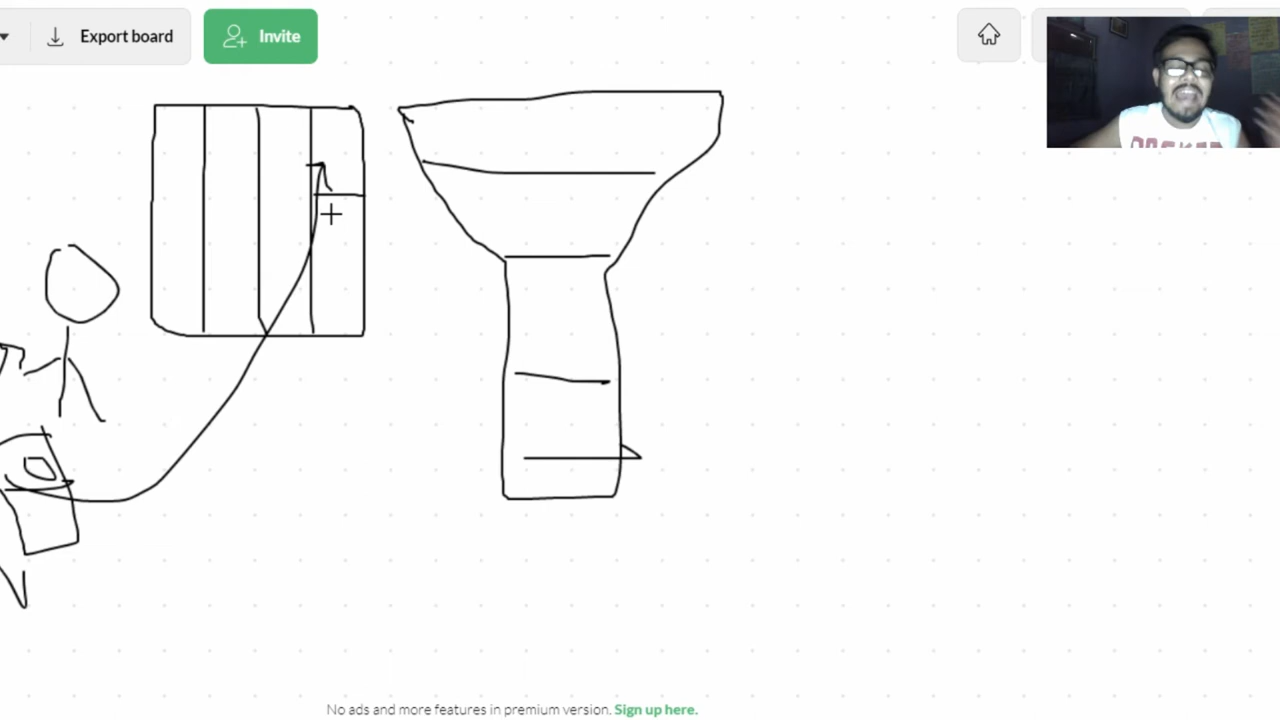 Export board
Invite
No ads and more features in premium version. Sign up here.